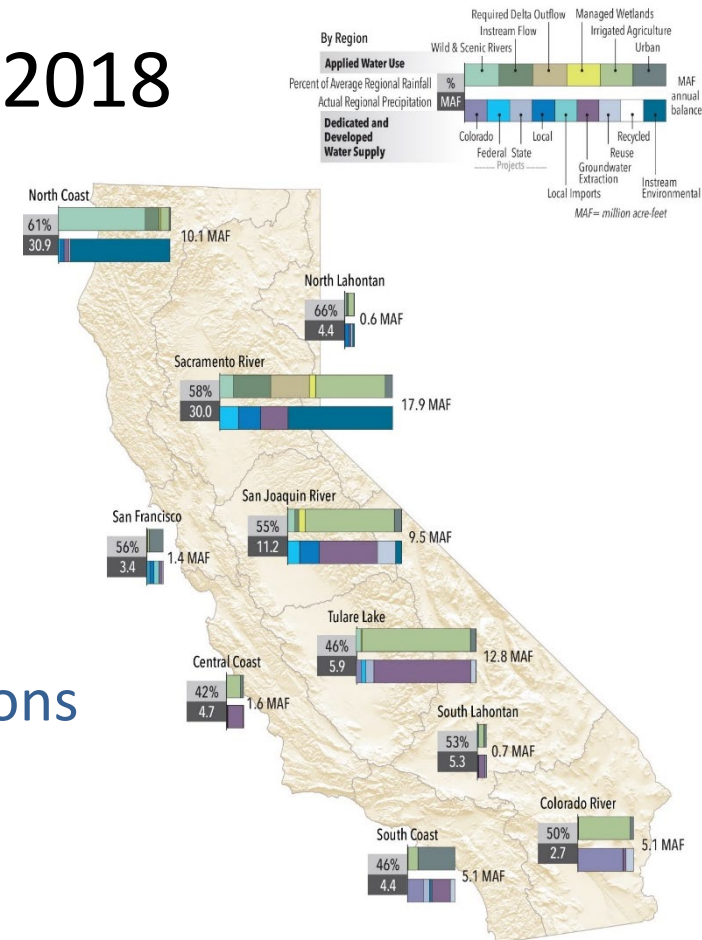 2018
By Region
Applied Water Use
Percent of Average Regional Rainfall %
Actual Regional Precipitation MAF
Dedicated and
Developed
Water Supply
Required Delta Outflow Managed Wetlands
Instream Flow Irrigated Agriculture
Wild & Scenic Rivers Urban
MAF
annual
balance
Colorado Local Recycled
Federal State Reuse
Projects Groundwater
Extraction
Local Imports Instream
Environmental
MAF= million acre-feet
North Coast
61%
30.9
10.1 MAF
North Lahontan
66%
4.4
0.6 MAF
Sacramento River
58%
30.0
17.9 MAF
San Joaquin River
55%
11.2
9.5 MAF
San Francisco
56%
3.4
1.4 MAF
Tulare Lake
46%
5.9
12.8 MAF
Central Coast
42%
4.7
1.6 MAF
ons
South Lahontan
53%
5.3
0.7 MAF
Colorado River
50%
2.7
5.1 MAF
South Coast
46%
4.4
5.1 MAF